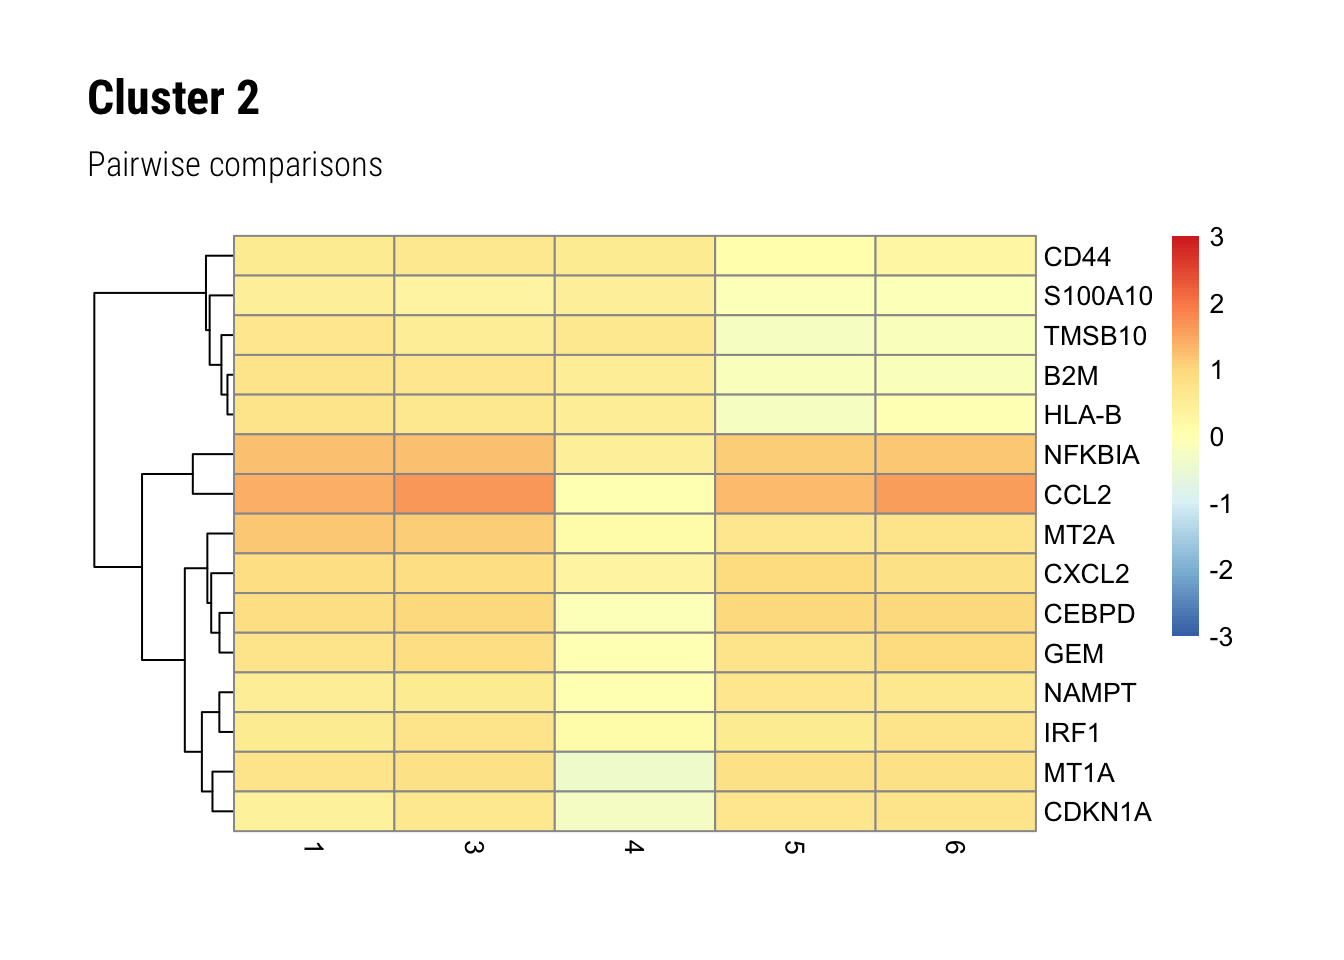 Cluster 2
Pairwise comparisons
CD44
S100A10
TMSB10
B2M
HLA-B
NFKBIA
CCL2
MT2A
CXCL2
CEBPD
GEM
NAMPT
IRF1
MT1A
CDKN1A
1 3 4 5 6
3
2
1
0
-1
-2
-3